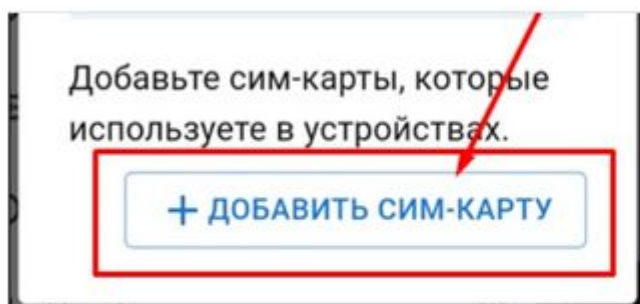 Добавьте сим-карты, которые
используете в устройствах.
+ ДОБАВИТЬ СИМ-КАРТУ